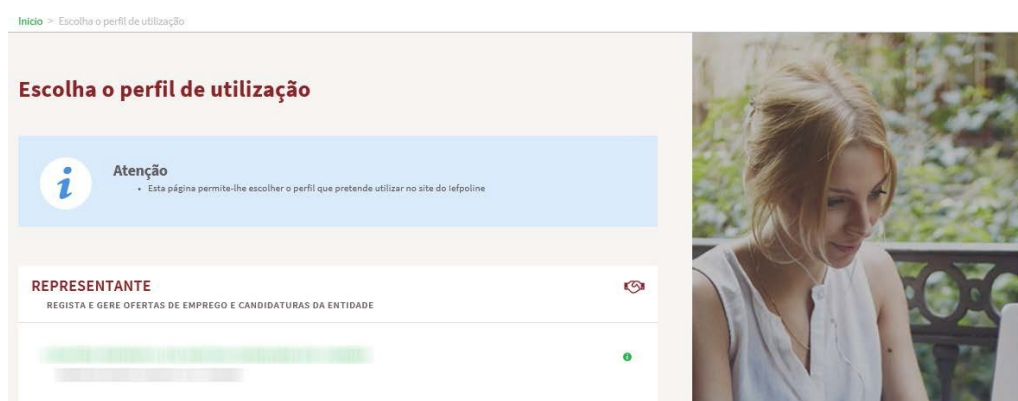 Inicio > Escolha o perfil de utilização
Escolha o perfil de utilização
Atenção
• Esta página permite-lhe escolher o perfil que pretende utilizar no site do Iefponline
REPRESENTANTE
REGISTA E GERE OFERTAS DE EMPREGO E CANDIDATURAS DA ENTIDADE